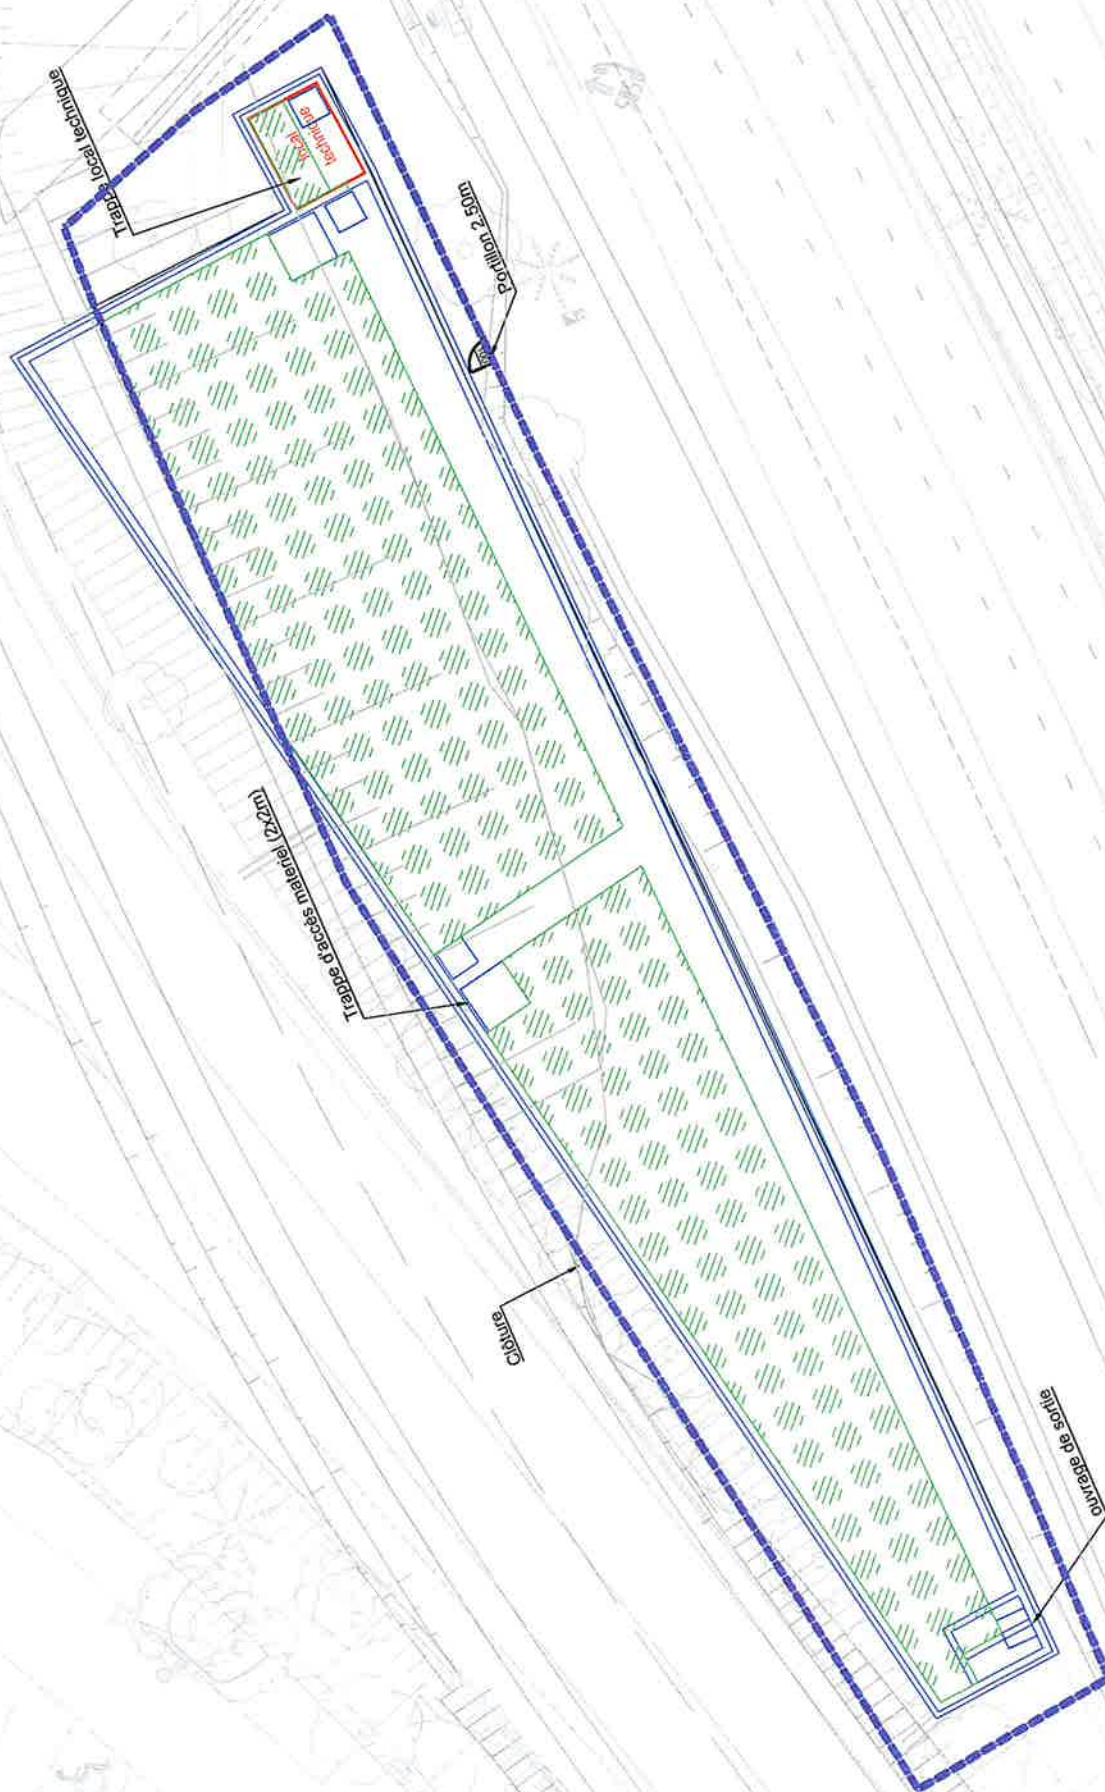 Trappe local technique
local
technique
Portillon 2.50m
Trappe d'accès materiel (2x2m)
Clôture
ouvrage de sortie